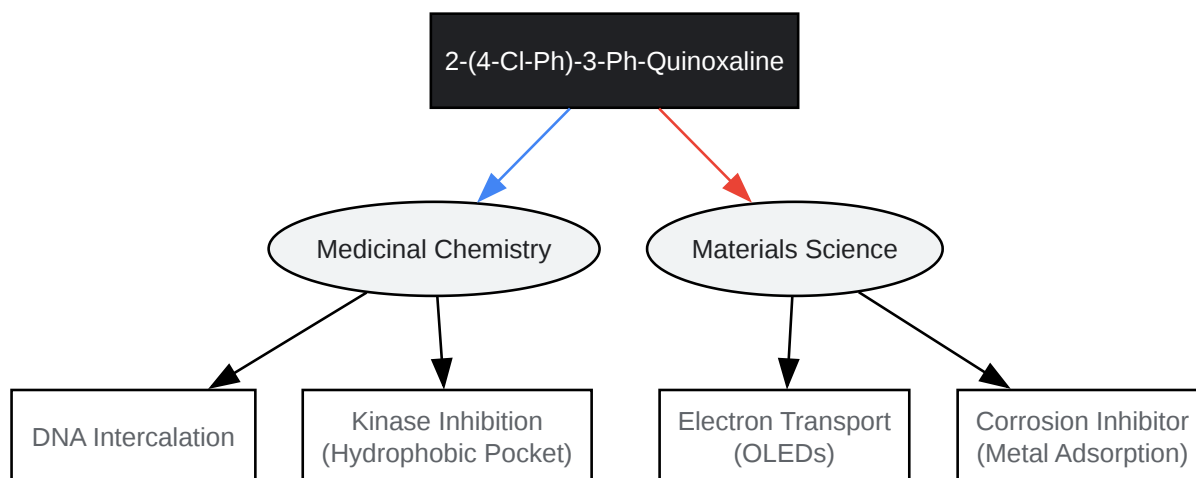 2-(4-Cl-Ph)-3-Ph-Quinoxaline
Medicinal Chemistry
Materials Science
DNA Intercalation
Kinase Inhibition
(Hydrophobic Pocket)
Electron Transport
(OLEDs)
Corrosion Inhibitor
(Metal Adsorption)